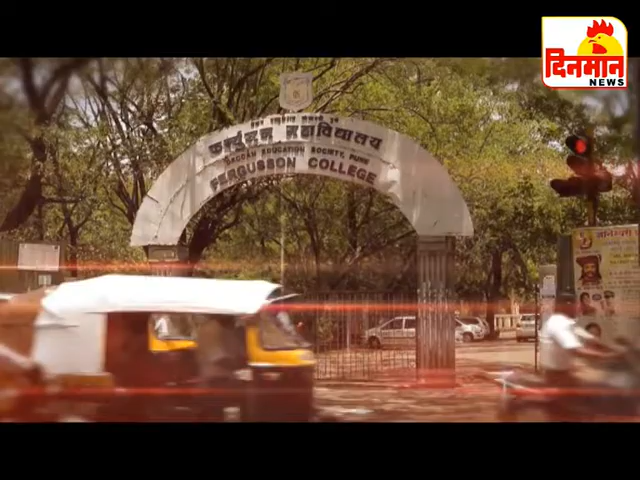 दिनमान
NEWS
फर्ग्युसन महाविद्यालय
DECCAN EDUCATION SOCIETY, PUNE
FERGUSSON COLLEGE